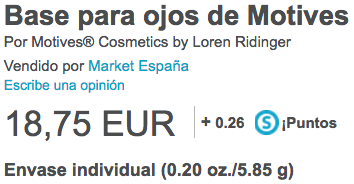 Base para ojos de Motives
Por Motives® Cosmetics by Loren Ridinger
Vendido por Market España
Escribe una opinión
18,75 EUR + 0.26 S ¡Puntos
Envase individual (0.20 oz./5.85 g)